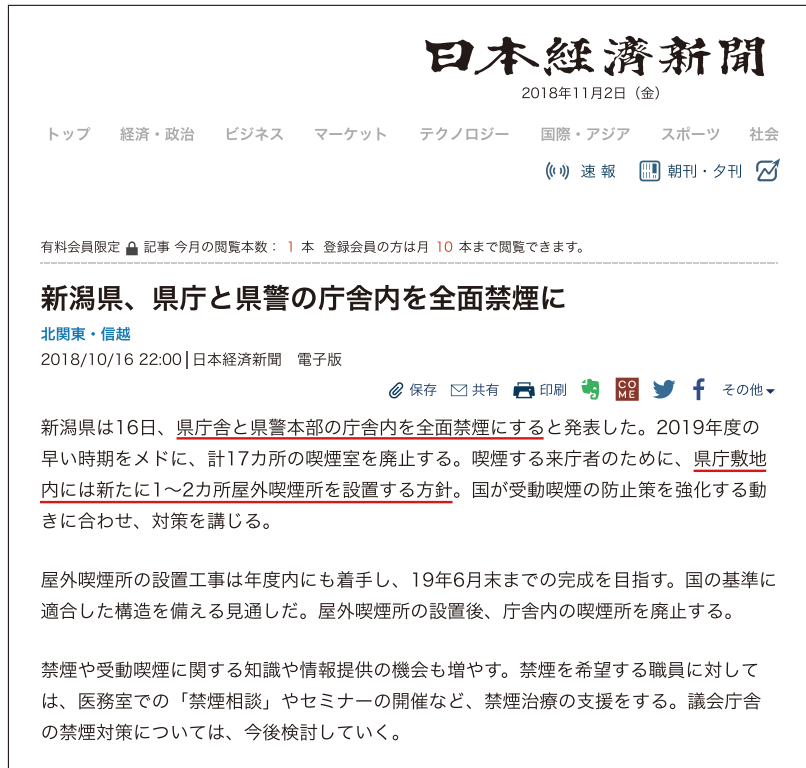 日本経済新聞
2018年11月2日（金）
トップ 経済・政治 ビジネス マーケット テクノロジー 国際・アジア スポーツ 社会
速報 朝刊・夕刊
有料会員限定 記事 今月の閲覧本数： 1 本 登録会員の方は月 10 本まで閲覧できます。
新潟県、県庁と県警の庁舎内を全面禁煙に
北関東・信越
2018/10/16 22:00|日本経済新聞 電子版
保存 共有 印刷 COME その他
新潟県は16日、県庁舎と県警本部の庁舎内を全面禁煙にすると発表した。2019年度の
早い時期をメドに、計17カ所の喫煙室を廃止する。喫煙する来庁者のために、県庁敷地
内には新たに1〜2カ所屋外喫煙所を設置する方針。国が受動喫煙の防止策を強化する動
きに合わせ、対策を講じる。
屋外喫煙所の設置工事は年度内にも着手し、19年6月末までの完成を目指す。国の基準に
適合した構造を備える見通しだ。屋外喫煙所の設置後、庁舎内の喫煙所を廃止する。
禁煙や受動喫煙に関する知識や情報提供の機会も増やす。禁煙を希望する職員に対して
は、医務室での「禁煙相談」やセミナーの開催など、禁煙治療の支援をする。議会庁舎
の禁煙対策については、今後検討していく。